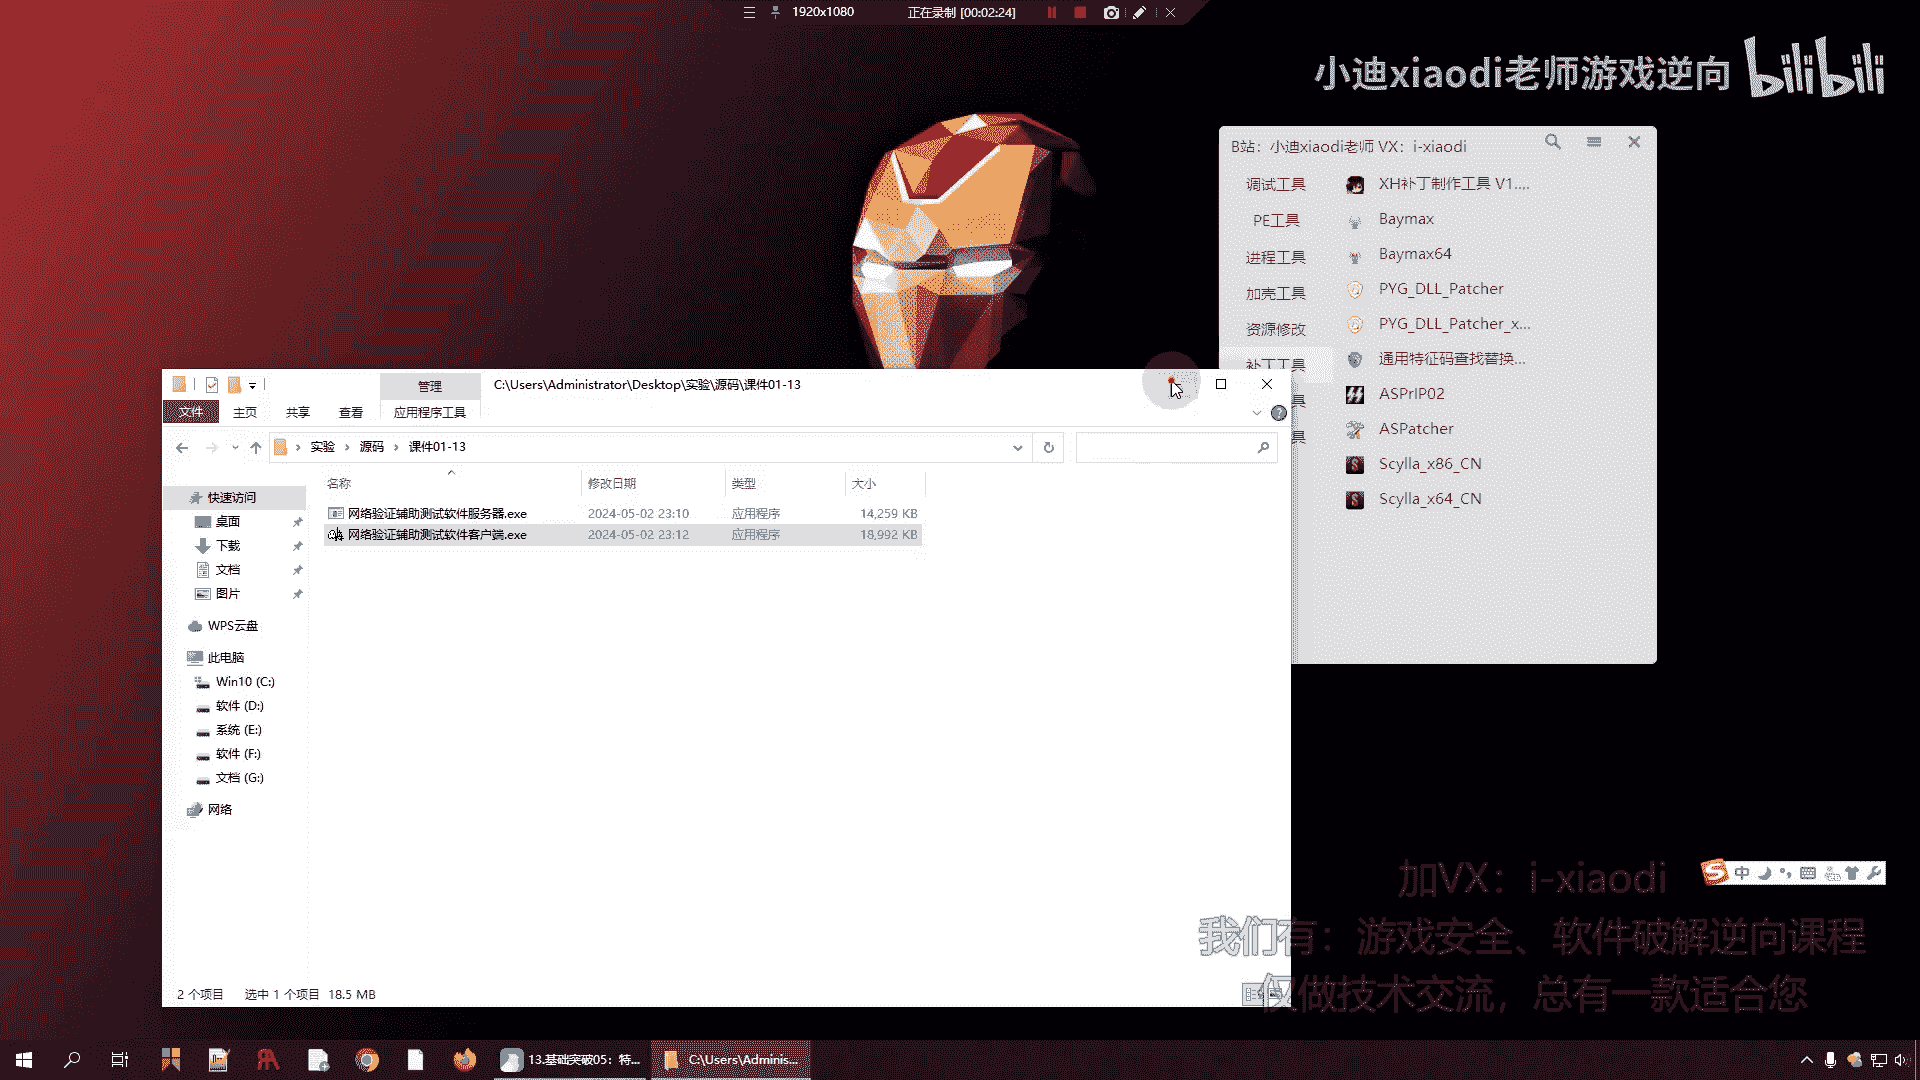 1920x1080
正在录制 [00:02:24]
小迪xiaodi老师游戏逆向
bilibili
B站：小迪xiaodi老师 VX：i-xiaodi
调试工具
XH补丁制作工具 V1....
PE工具
Baymax
进程工具
Baymax64
加壳工具
PYG_DLL_Patcher
资源修改
PYG_DLL_Patcher_x...
补丁工具
通用特征码查找替换...
具
ASPrIP02
具
ASPatcher
Scylla_x86_CN
Scylla_x64_CN
管理
C:\Users\Administrator\Desktop\实验\源码\课件01-13
文件
主页
共享
查看
应用程序工具
实验 › 源码 › 课件01-13
名称
修改日期
类型
大小
快速访问
网络验证辅助测试软件服务器.exe
2024-05-02 23:10
应用程序
14,259 KB
网络验证辅助测试软件客户端.exe
2024-05-02 23:12
应用程序
18,992 KB
桌面
下载
文档
图片
WPS云盘
此电脑
Win10 (C:)
软件 (D:)
系统 (E:)
软件 (F:)
文档 (G:)
网络
2 个项目
选中 1 个项目 18.5 MB
中
加VX：i-xiaodi
我们有：游戏安全、软件破解逆向课程
仅做技术交流，总有一款适合您
13.基础突破05：特...
C:\Users\Adminis...